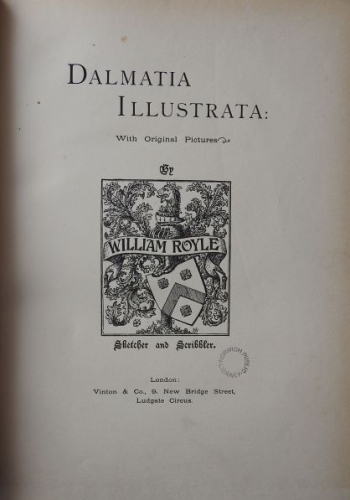 DALMATIA
ILLUSTRATA:
With Original Pictures
By
WILLIAM ROYLE
Sketcher and Scribbler.
London:
Vinton & Co., 9, New Bridge Street,
Ludgate Circus.